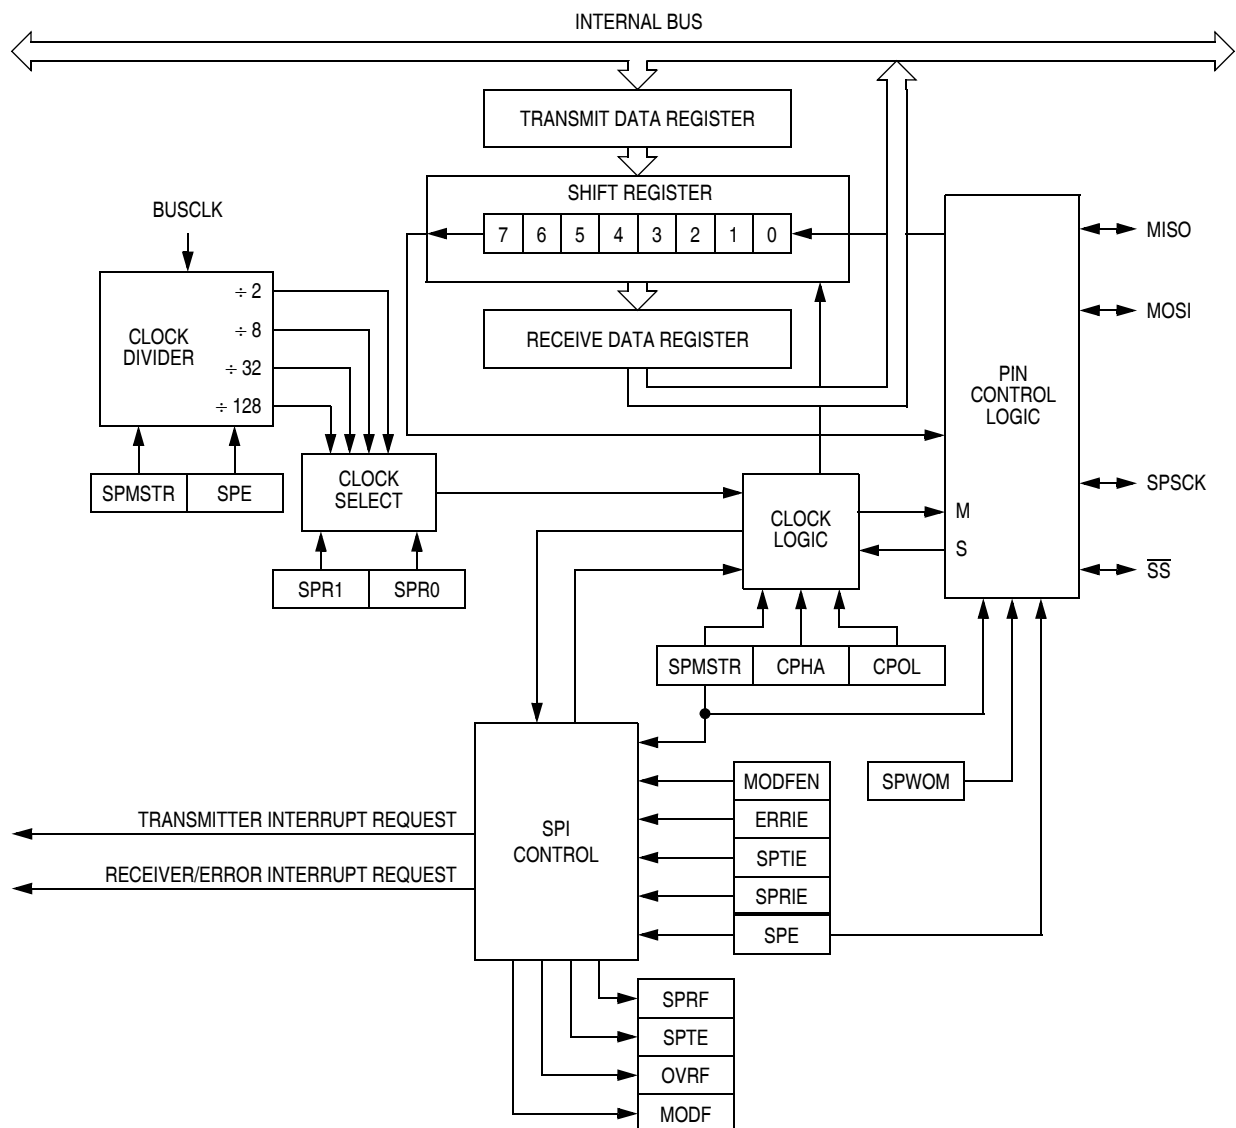 INTERNAL BUS
TRANSMIT DATA REGISTER
SHIFT REGISTER
7 6 5 4 3 2 1 0
RECEIVE DATA REGISTER
BUSCLK
CLOCK
DIVIDER
÷ 2
÷ 8
÷ 32
÷ 128
SPMSTR SPE
CLOCK
SELECT
SPR1 SPR0
CLOCK
LOGIC
PIN
CONTROL
LOGIC
M
S
MISO
MOSI
SPSCK
S̅S̅
SPMSTR CPHA CPOL
SPI
CONTROL
TRANSMITTER INTERRUPT REQUEST
RECEIVER/ERROR INTERRUPT REQUEST
MODFEN
ERRIE
SPTIE
SPRIE
SPE
SPWOM
SPRF
SPTE
OVRF
MODF